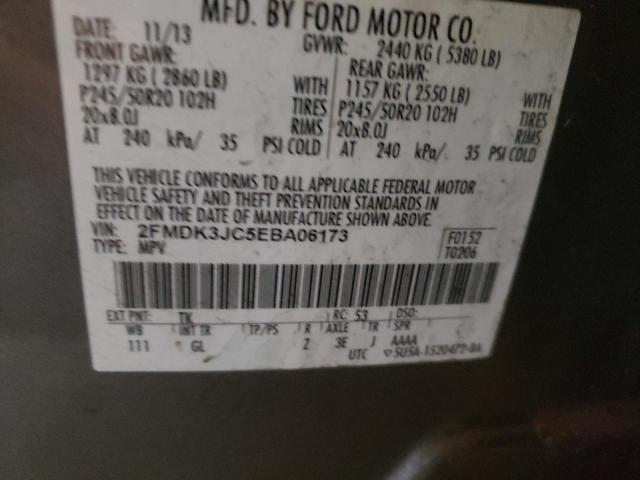 MFD. BY FORD MOTOR CO.
DATE: 11/13 GVWR: 2440 KG ( 5380 LB)
FRONT GAWR: REAR GAWR:
1297 KG ( 2860 LB) WITH 1157 KG ( 2550 LB) WITH
P245/50R20 102H TIRES P245/50R20 102H TIRES
20x8.0J RIMS 20x8.0J RIMS
AT 240 kPa/ 35 PSI COLD AT 240 kPa/ 35 PSI COLD
THIS VEHICLE CONFORMS TO ALL APPLICABLE FEDERAL MOTOR
VEHICLE SAFETY AND THEFT PREVENTION STANDARDS IN
EFFECT ON THE DATE OF MANUFACTURE SHOWN ABOVE.
VIN: 2FMDK3JC5EBA06173 F0152
TYPE: MPV T0206
EXT PNT: TK RC: 53 DSO:
WB INT TR TP/PS R AXLE TR SPR
111 GL 2 3E J AAAA
UTC ▽5U5A-1520472-BA